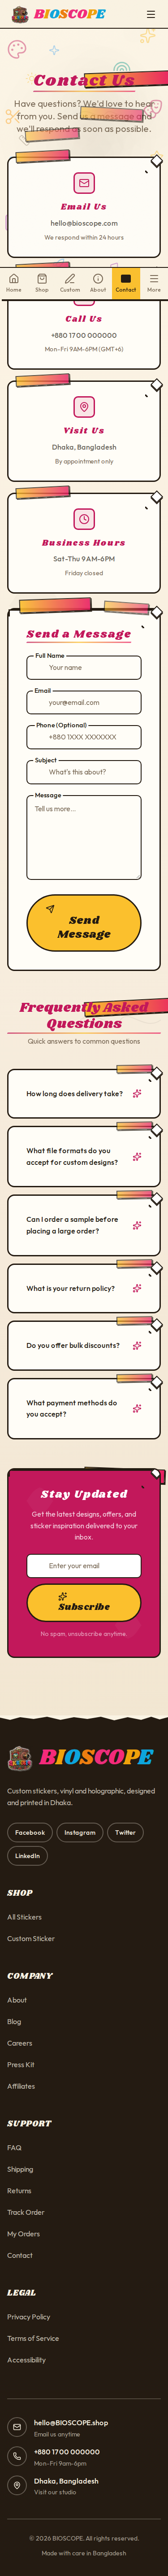 BIOSCOPE
Contact Us
Have questions? We'd love to hear
from you. Send us a message and
we'll respond as soon as possible.
Email Us
hello@bioscope.com
We respond within 24 hours
Home
Shop
Custom
About
Contact
More
Call Us
+880 1700 000000
Mon-Fri 9AM-6PM (GMT+6)
Visit Us
Dhaka, Bangladesh
By appointment only
Business Hours
Sat-Thu 9AM-6PM
Friday closed
Send a Message
Full Name
Your name
Email
your@email.com
Phone (Optional)
+880 1XXX XXXXXXX
Subject
What's this about?
Message
Tell us more...
Send
Message
Frequently Asked
Questions
Quick answers to common questions
How long does delivery take?
What file formats do you
accept for custom designs?
Can I order a sample before
placing a large order?
What is your return policy?
Do you offer bulk discounts?
What payment methods do
you accept?
Stay Updated
Get the latest designs, offers, and
sticker inspiration delivered to your
inbox.
Enter your email
Subscribe
No spam, unsubscribe anytime.
BIOSCOPE
Custom stickers, vinyl and holographic, designed
and printed in Dhaka.
Facebook
Instagram
Twitter
LinkedIn
SHOP
All Stickers
Custom Sticker
COMPANY
About
Blog
Careers
Press Kit
Affiliates
SUPPORT
FAQ
Shipping
Returns
Track Order
My Orders
Contact
LEGAL
Privacy Policy
Terms of Service
Accessibility
hello@BIOSCOPE.shop
Email us anytime
+880 1700 000000
Mon-Fri 9am-6pm
Dhaka, Bangladesh
Visit our studio
© 2026 BIOSCOPE. All rights reserved.
Made with care in Bangladesh